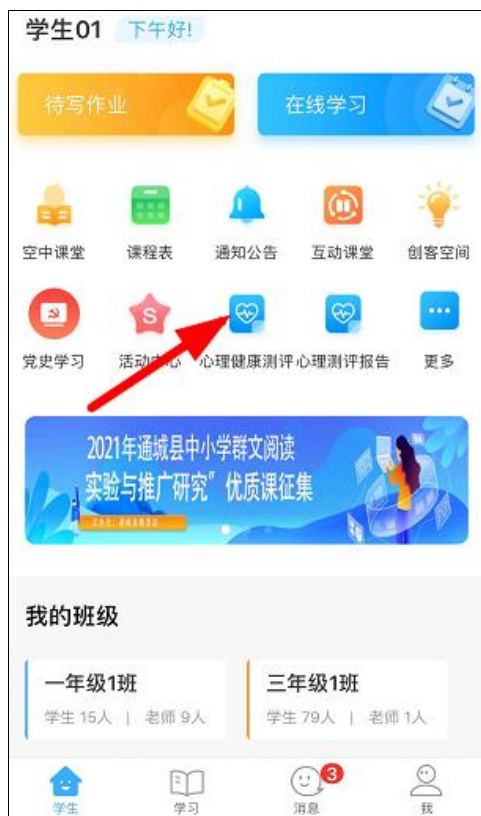 学生01 下午好!
待写作业 在线学习
空中课堂 课程表 通知公告 互动课堂 创客空间
S
党史学习 活动中心 心理健康测评 心理测评报告 更多
2021年通城县中小学群文阅读
实验与推广研究”优质课征集
我的班级
一年级1班 三年级1班
学生 15人 | 老师 9人 学生 79人 | 老师 1人
3
学生 学习 消息 我